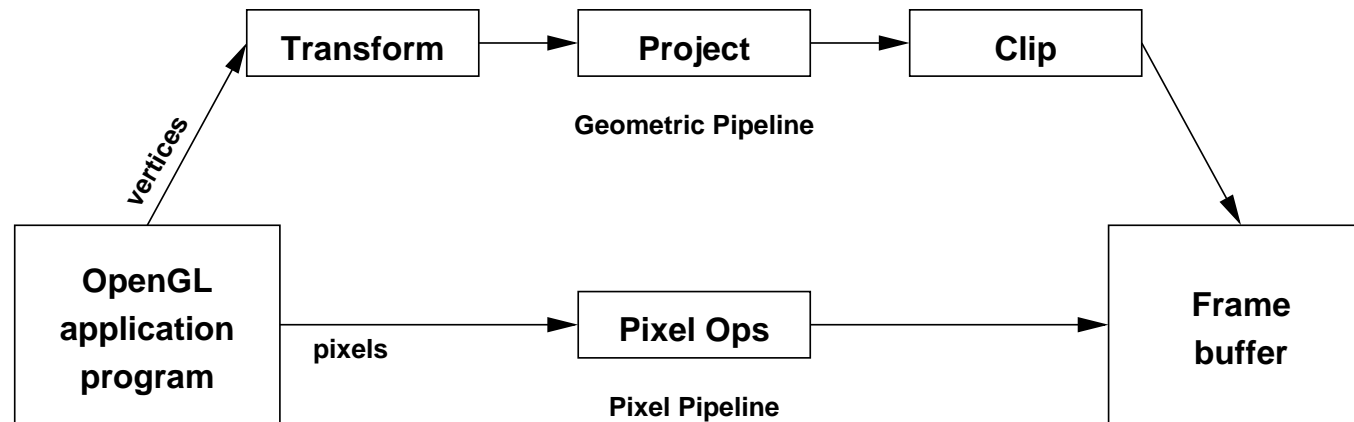 Transform
Project
Clip
Geometric Pipeline
vertices
OpenGL
application
program
pixels
Pixel Ops
Pixel Pipeline
Frame
buffer